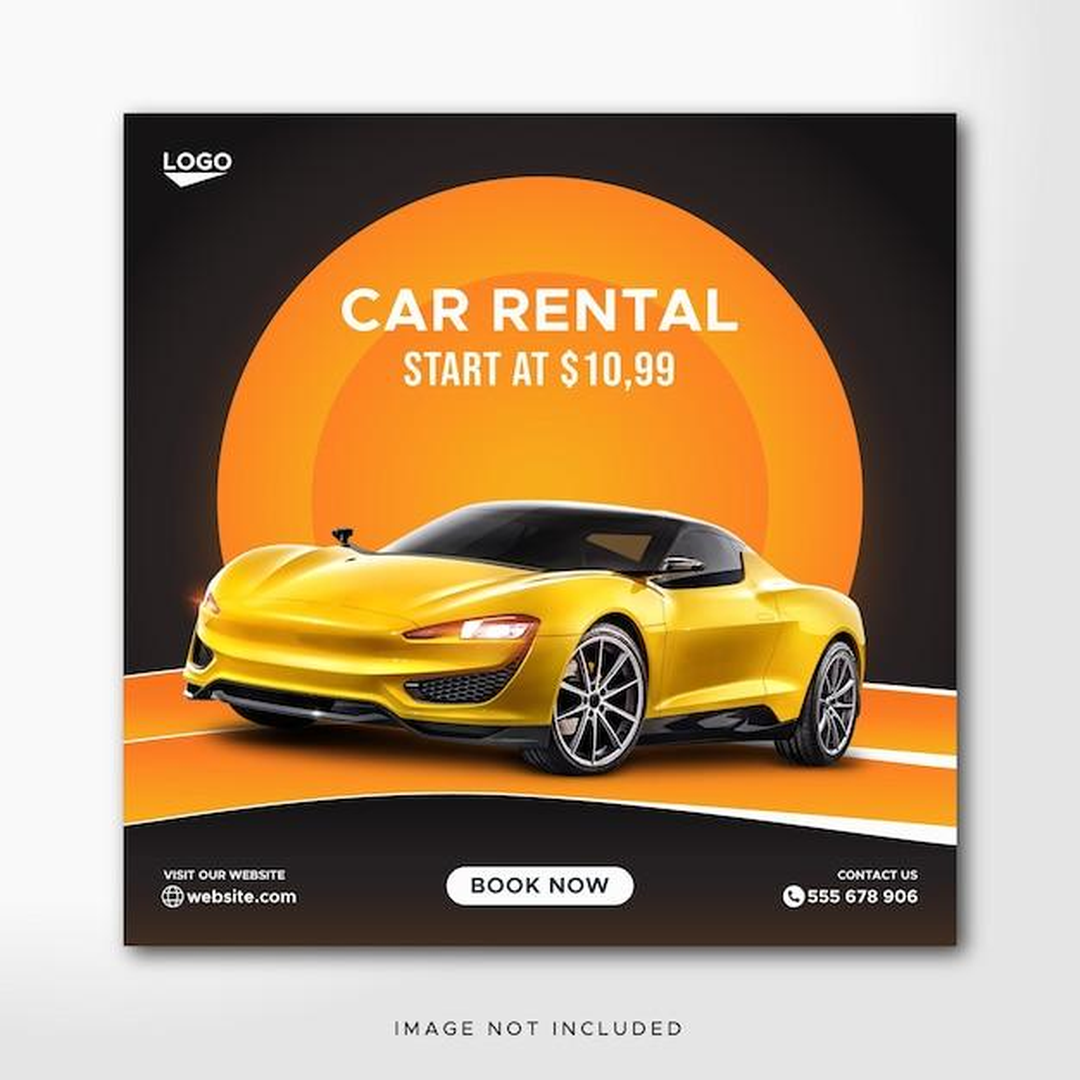 LOGO
CAR RENTAL
START AT $10,99
VISIT OUR WEBSITE
website.com
BOOK NOW
CONTACT US
555 678 906
IMAGE NOT INCLUDED